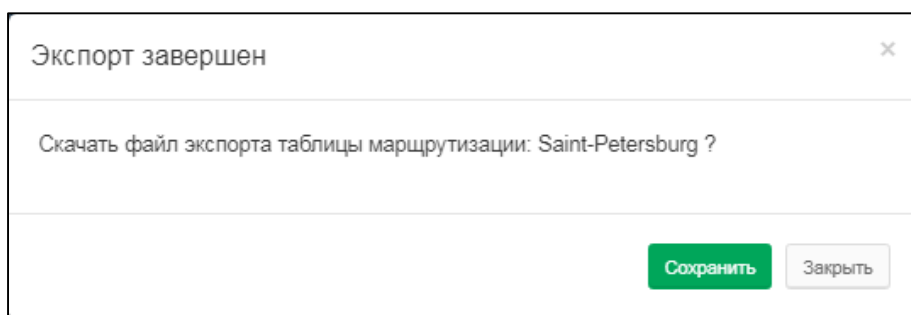 Экспорт завершен
×
Скачать файл экспорта таблицы маршрутизации: Saint-Petersburg ?
Сохранить Закрыть